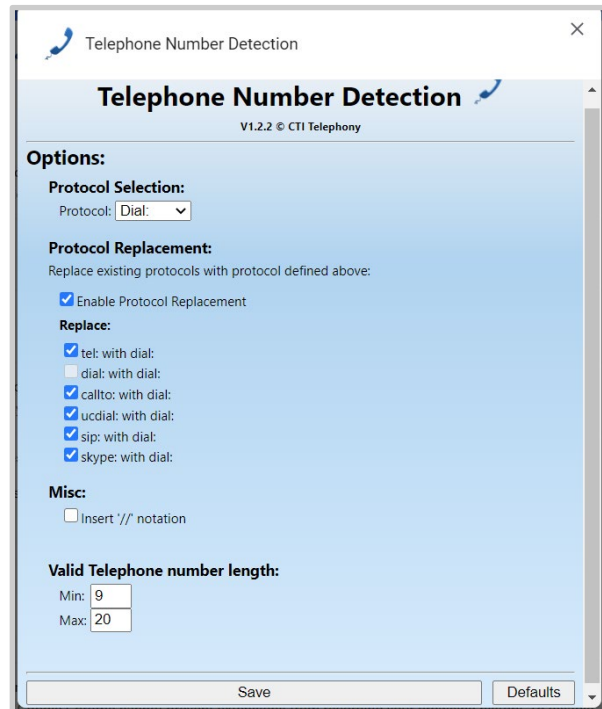 Telephone Number Detection
Telephone Number Detection
V1.2.2 © CTI Telephony
Options:
Protocol Selection:
Protocol: Dial:
Protocol Replacement:
Replace existing protocols with protocol defined above:
Enable Protocol Replacement
Replace:
tel: with dial:
dial: with dial:
callto: with dial:
ucdial: with dial:
sip: with dial:
skype: with dial:
Misc:
Insert '//' notation
Valid Telephone number length:
Min: 9
Max: 20
Save Defaults